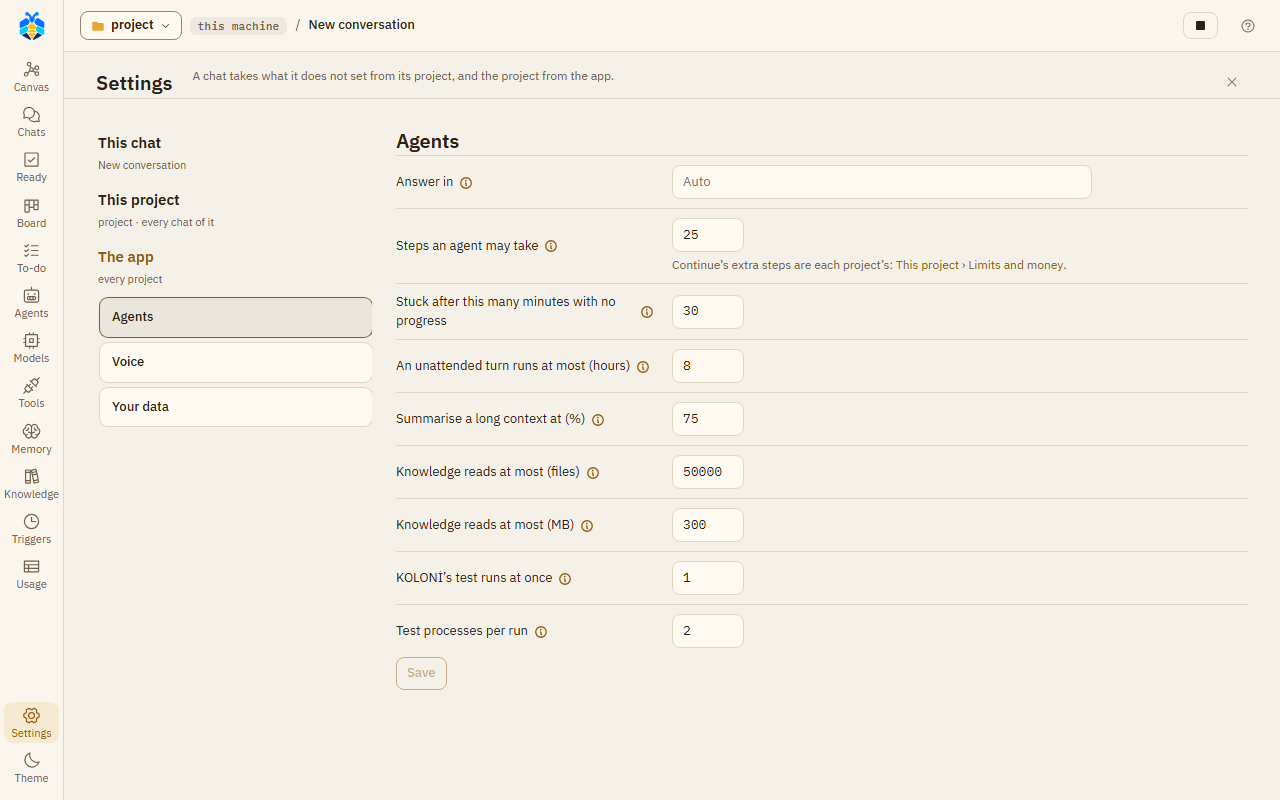 project
this machine / New conversation
Settings
A chat takes what it does not set from its project, and the project from the app.
Canvas
Chats
Ready
Board
To-do
Agents
Models
Tools
Memory
Knowledge
Triggers
Usage
Settings
Theme
This chat
New conversation
This project
project · every chat of it
The app
every project
Agents
Voice
Your data
Agents
Answer in
Auto
Steps an agent may take
25
Continue's extra steps are each project's: This project › Limits and money.
Stuck after this many minutes with no
progress
30
An unattended turn runs at most (hours)
8
Summarise a long context at (%)
75
Knowledge reads at most (files)
50000
Knowledge reads at most (MB)
300
KOLONİ's test runs at once
1
Test processes per run
2
Save